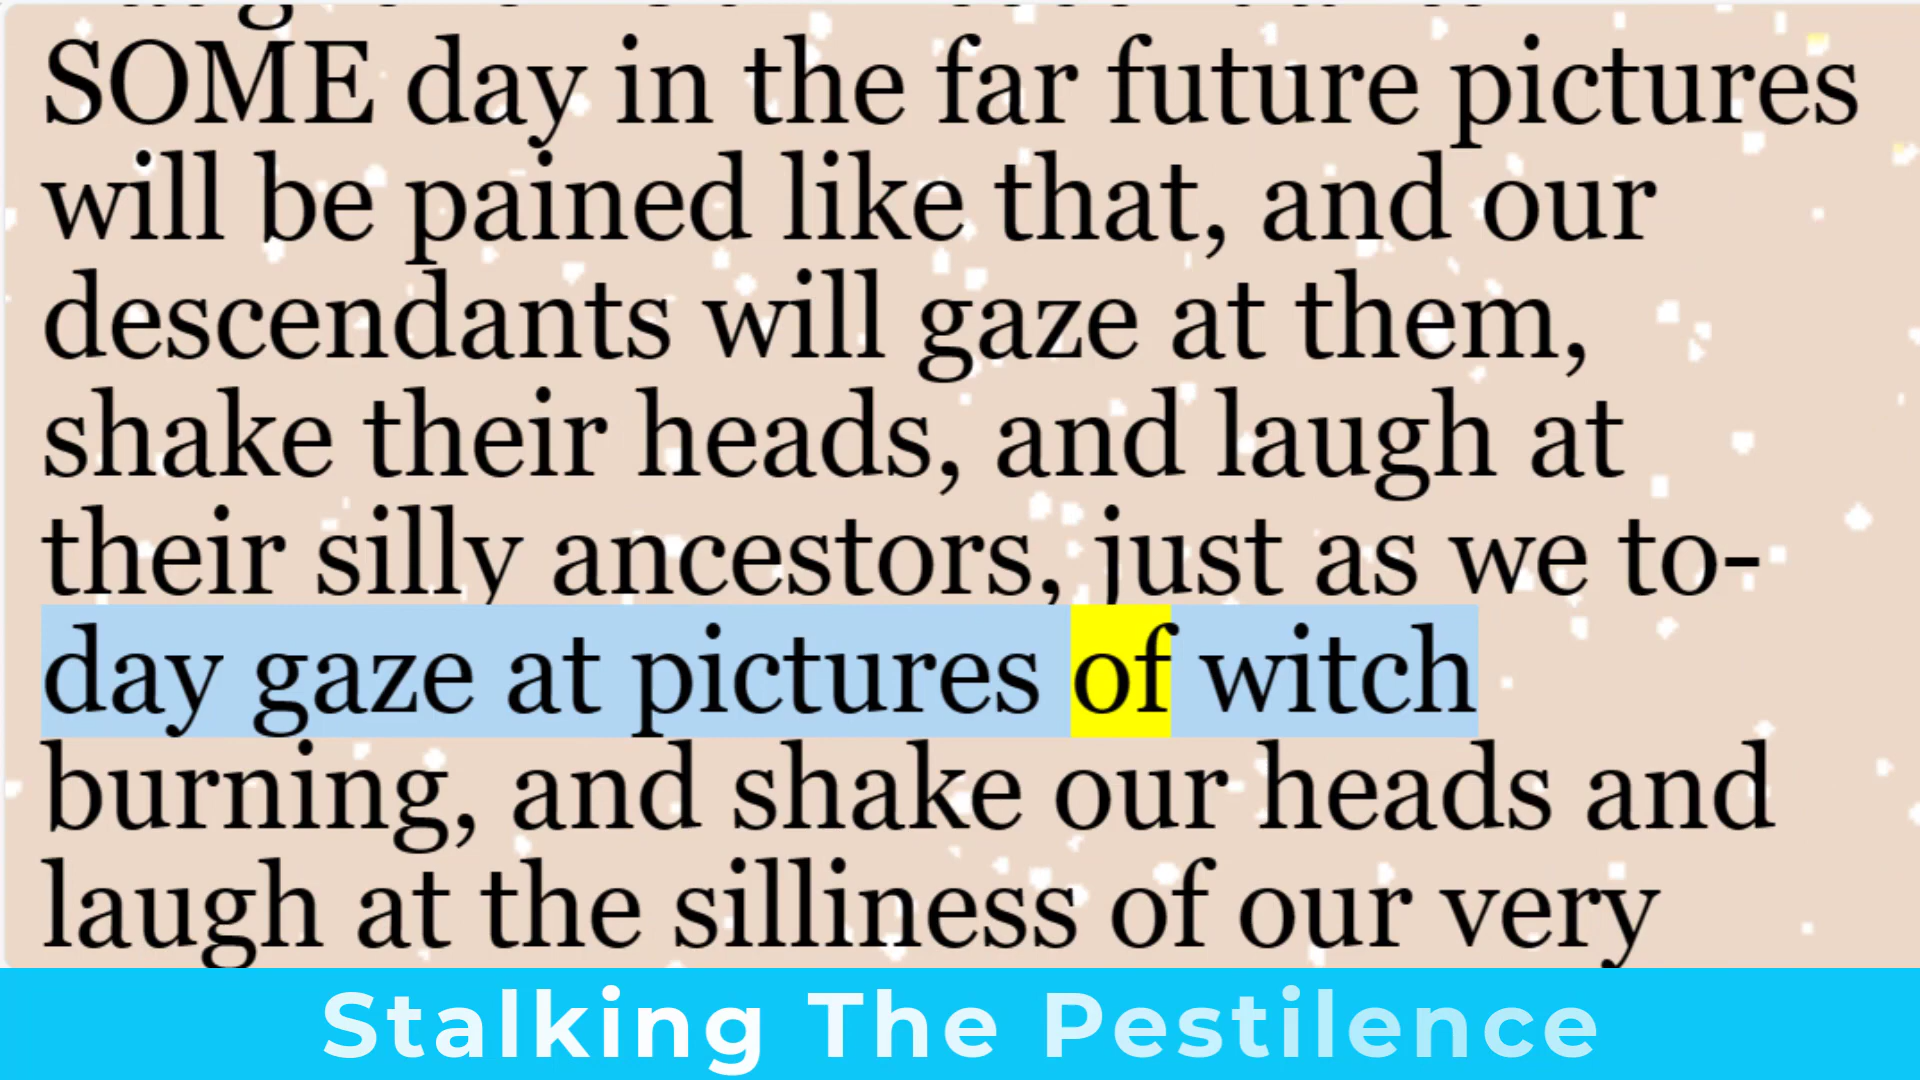 SOME day in the far future pictures
will be pained like that, and our
descendants will gaze at them,
shake their heads, and laugh at
their silly ancestors, just as we to-
day gaze at pictures of witch
burning, and shake our heads and
laugh at the silliness of our very
Stalking The Pestilence